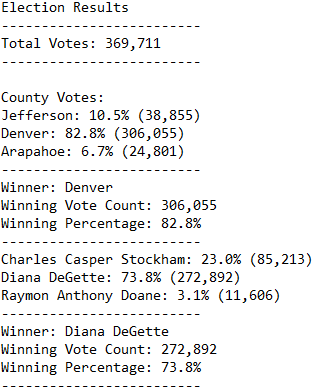 Election Results
-------------------------
Total Votes: 369,711
-------------------------

County Votes:
Jefferson: 10.5% (38,855)
Denver: 82.8% (306,055)
Arapahoe: 6.7% (24,801)
-------------------------
Winner: Denver
Winning Vote Count: 306,055
Winning Percentage: 82.8%
-------------------------
Charles Casper Stockham: 23.0% (85,213)
Diana DeGette: 73.8% (272,892)
Raymon Anthony Doane: 3.1% (11,606)
-------------------------
Winner: Diana DeGette
Winning Vote Count: 272,892
Winning Percentage: 73.8%
-------------------------